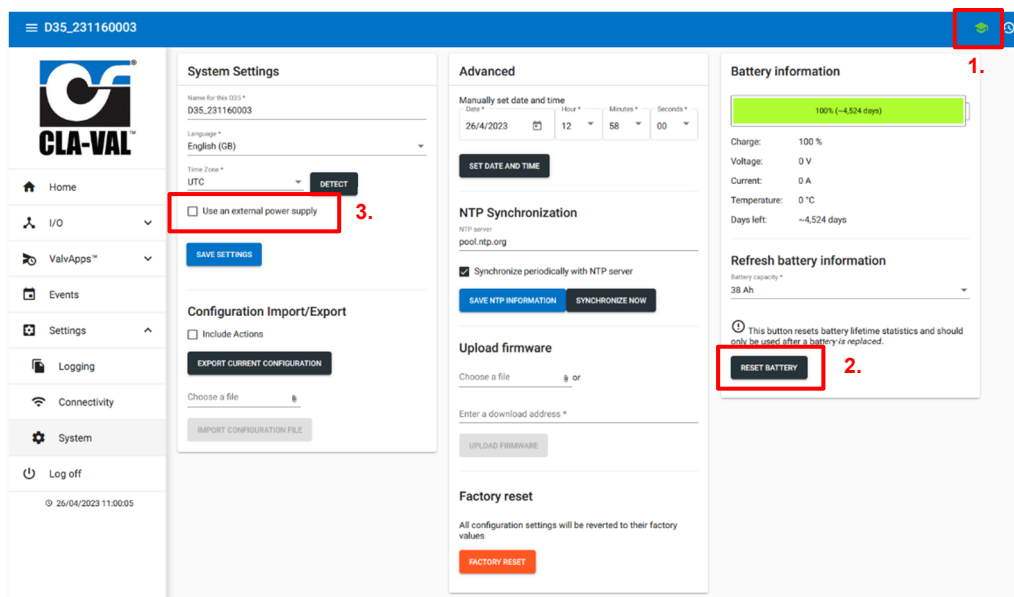 D35_231160003
1.
CLA-VAL™
Home
I/O
ValvApps™
Events
Settings
Logging
Connectivity
System
Log off
26/04/2023 11:00:05
System Settings
Name for this D35 *
D35_231160003
Language *
English (GB)
Time Zone *
UTC
DETECT
Use an external power supply
3.
SAVE SETTINGS
Configuration Import/Export
Include Actions
EXPORT CURRENT CONFIGURATION
Choose a file
IMPORT CONFIGURATION FILE
Advanced
Manually set date and time
Date * Hour * Minutes * Seconds *
26/4/2023 12 58 00
SET DATE AND TIME
NTP Synchronization
NTP server
pool.ntp.org
Synchronize periodically with NTP server
SAVE NTP INFORMATION SYNCHRONIZE NOW
Upload firmware
Choose a file or
Enter a download address *
UPLOAD FIRMWARE
Factory reset
All configuration settings will be reverted to their factory
values
FACTORY RESET
Battery information
100% (~4,524 days)
Charge: 100 %
Voltage: 0 V
Current: 0 A
Temperature: 0 °C
Days left: ~4,524 days
Refresh battery information
Battery capacity *
38 Ah
This button resets battery lifetime statistics and should
only be used after a battery is replaced.
RESET BATTERY
2.